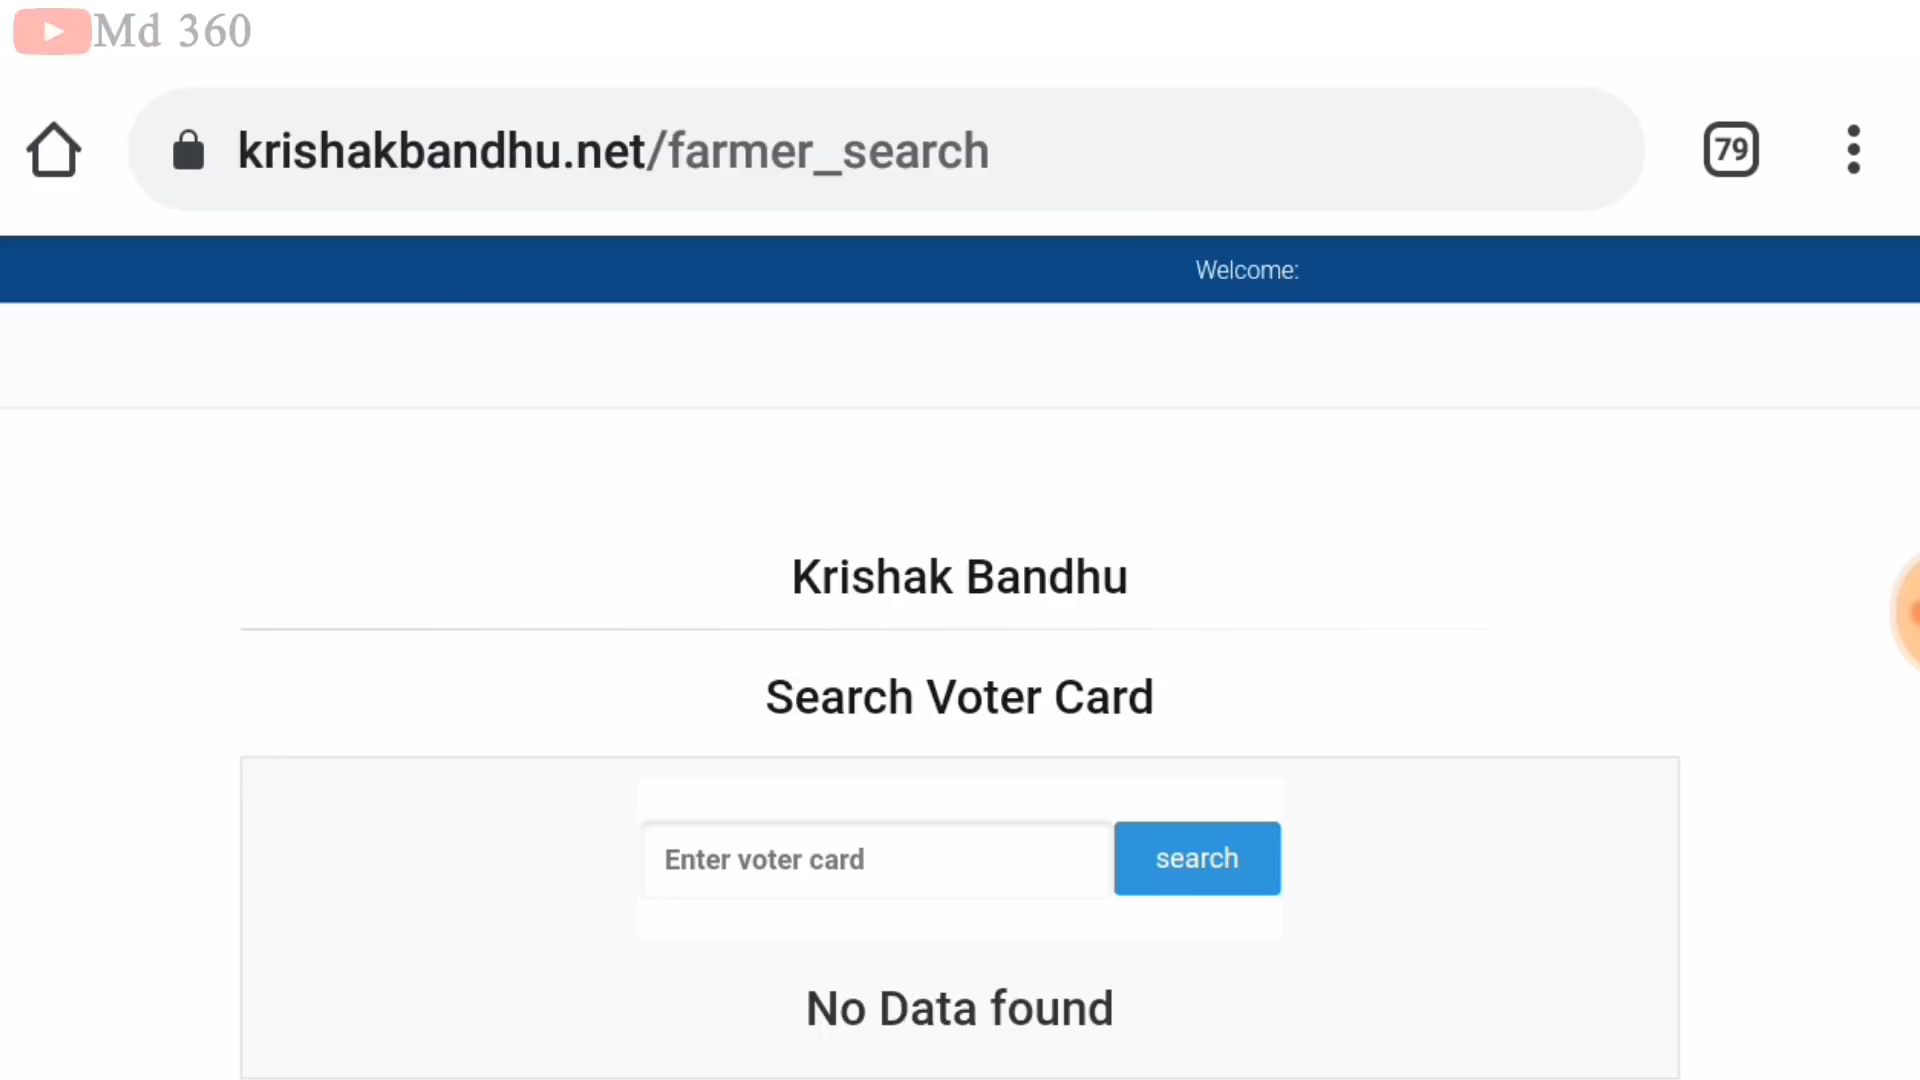 Md 360
krishakbandhu.net/farmer_search
79
Welcome:
Krishak Bandhu
Search Voter Card
Enter voter card
search
No Data found